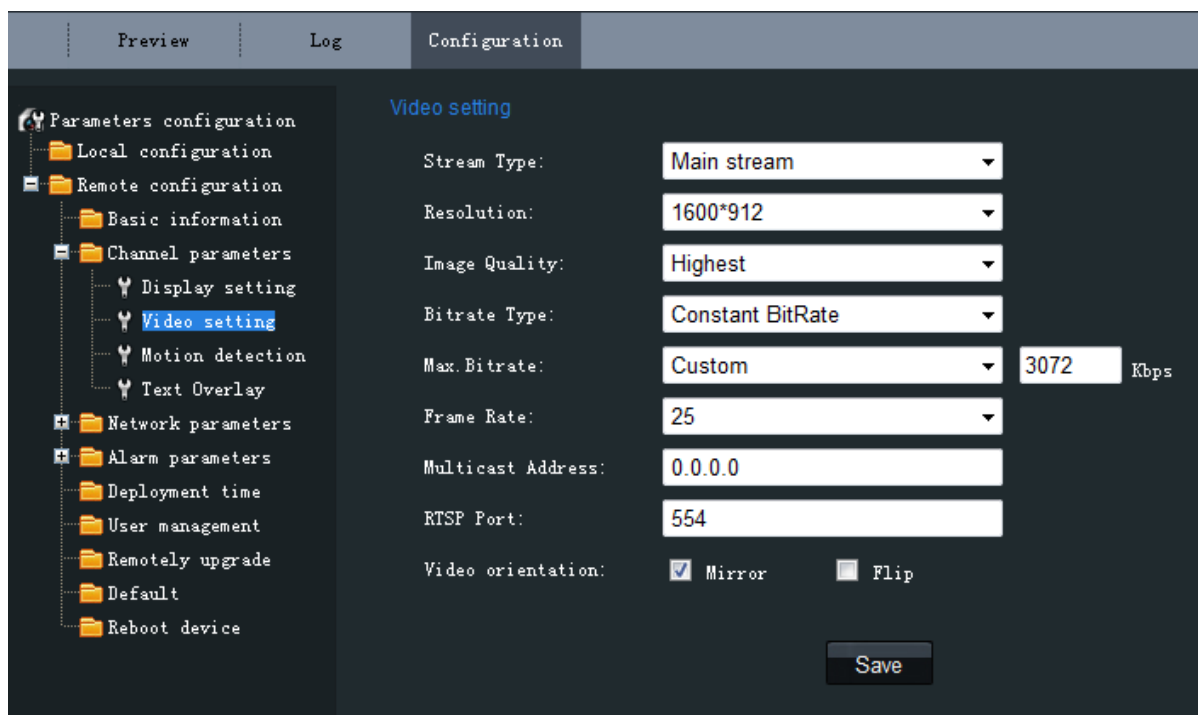 Preview Log Configuration
Parameters configuration
Local configuration
Remote configuration
Basic information
Channel parameters
Display setting
Video setting
Motion detection
Text Overlay
Network parameters
Alarm parameters
Deployment time
User management
Remotely upgrade
Default
Reboot device
Video setting
Stream Type: Main stream
Resolution: 1600*912
Image Quality: Highest
Bitrate Type: Constant BitRate
Max.Bitrate: Custom 3072 Kbps
Frame Rate: 25
Multicast Address: 0.0.0.0
RTSP Port: 554
Video orientation: Mirror Flip
Save